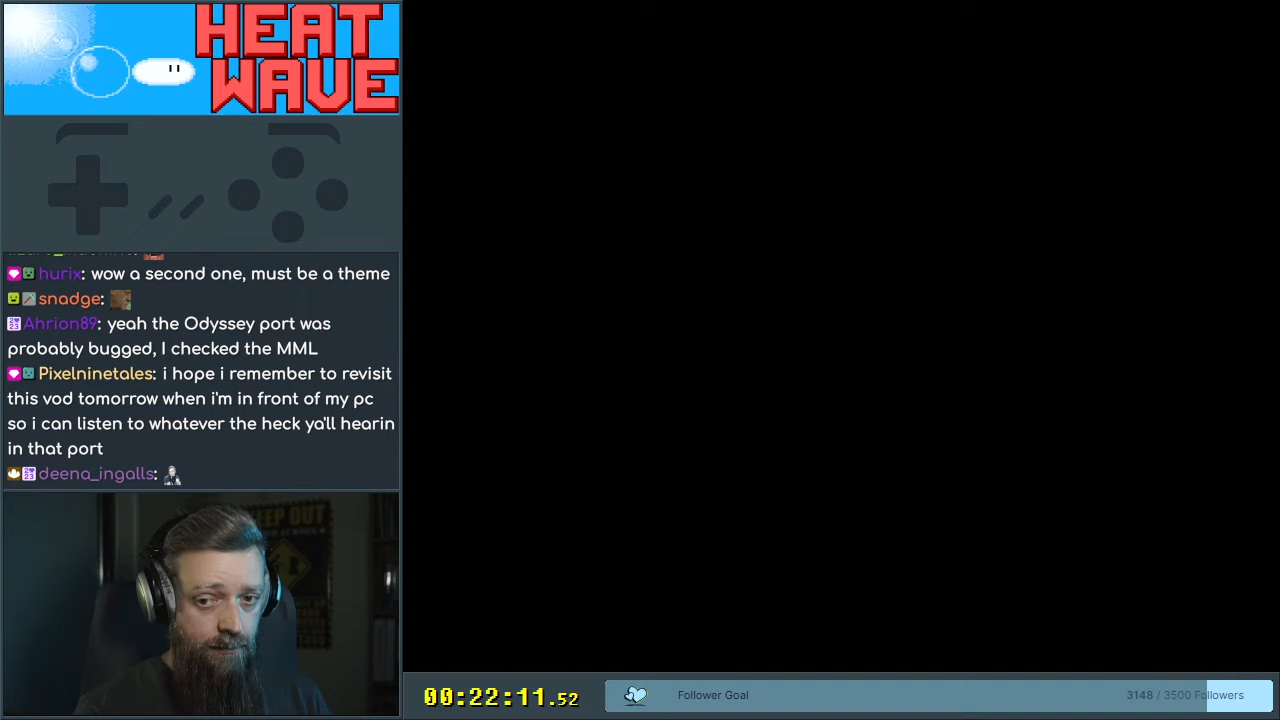 HEAT
WAVE
hurix: wow a second one, must be a theme
snadge:
Ahrion89: yeah the Odyssey port was
probably bugged, I checked the MML
Pixelninetales: i hope i remember to revisit
this vod tomorrow when i'm in front of my pc
so i can listen to whatever the heck ya'll hearin
in that port
deena_ingalls:
KEEP OUT
00:22:11.52
Follower Goal
3148 / 3500 Followers